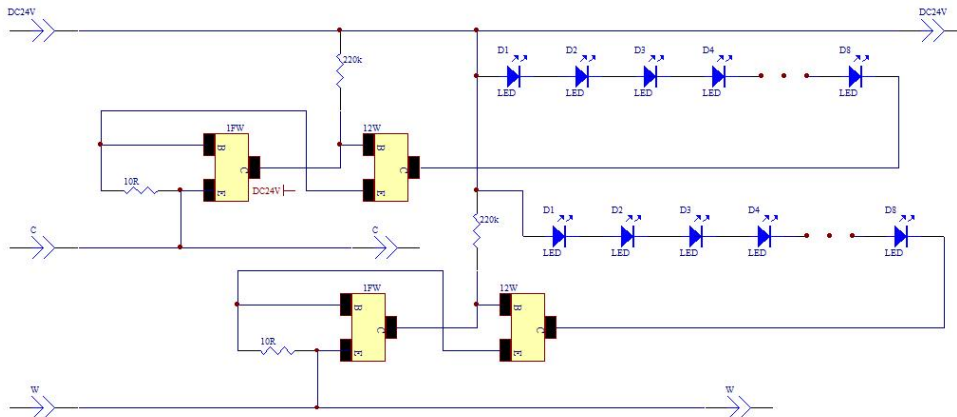 DC24V DC24V
D1 D2 D3 D4 D8
220k
LED LED LED LED LED
1FW 12W
B C E B C E
10R
DC24V
C C
D1 D2 D3 D4 D8
220k
LED LED LED LED LED
1FW 12W
B C E B C E
10R
W W